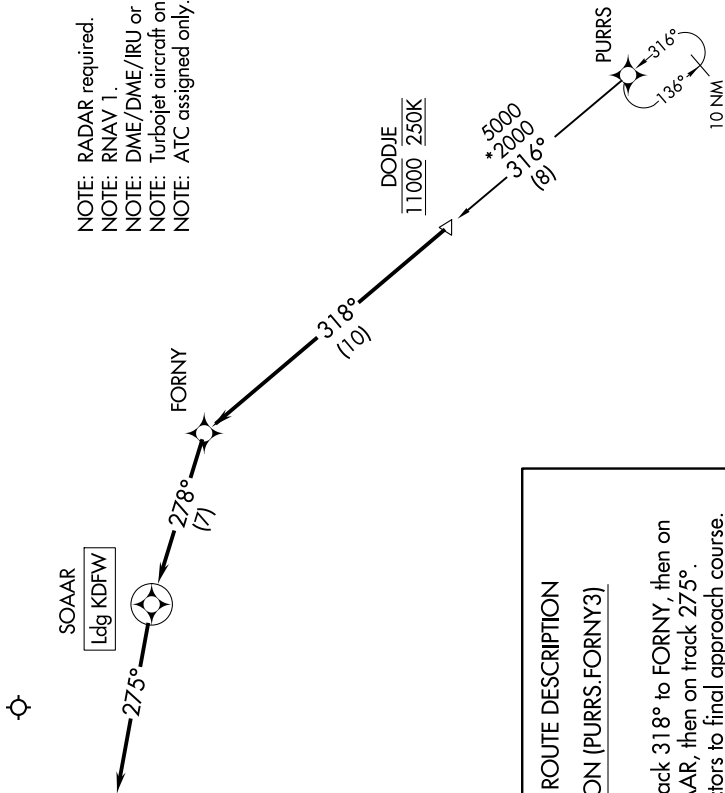 NOTE: RADAR required.
NOTE: RNAV 1.
NOTE: DME/DME/IRU or
NOTE: Turbojet aircraft on
NOTE: ATC assigned only.
SOAAR
Ldg KDFW
275°
278°
(7)
FORNY
318°
(10)
DODJE
11000 250K
5000
*2000
316°
(8)
PURRS
316°
136°
10 NM
ROUTE DESCRIPTION
ON (PURRS.FORNY3)
ack 318° to FORNY, then on
AAR, then on track 275°.
ctors to final approach course.